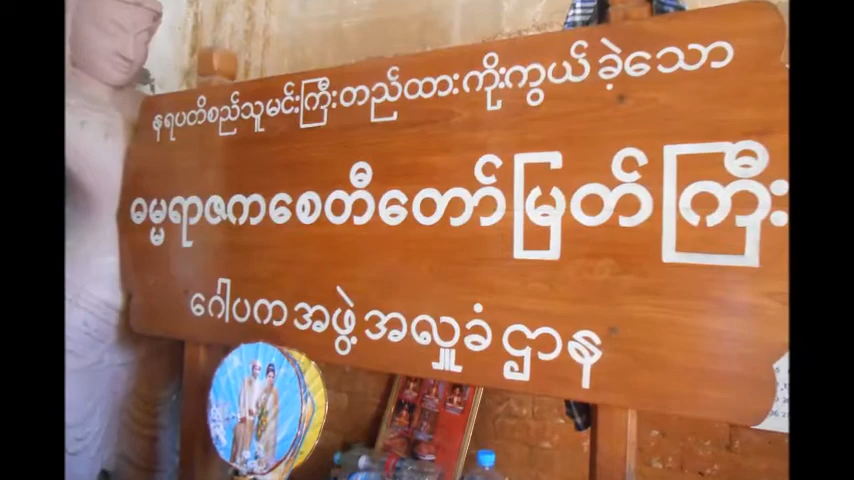 နရပတိစည်သူမင်းကြီးတည်ထားကိုးကွယ်ခဲ့သော
ဓမ္မရာဇကစေတီတော်မြတ်ကြီး
ဂေါပကအဖွဲ့အလှူခံဌာန